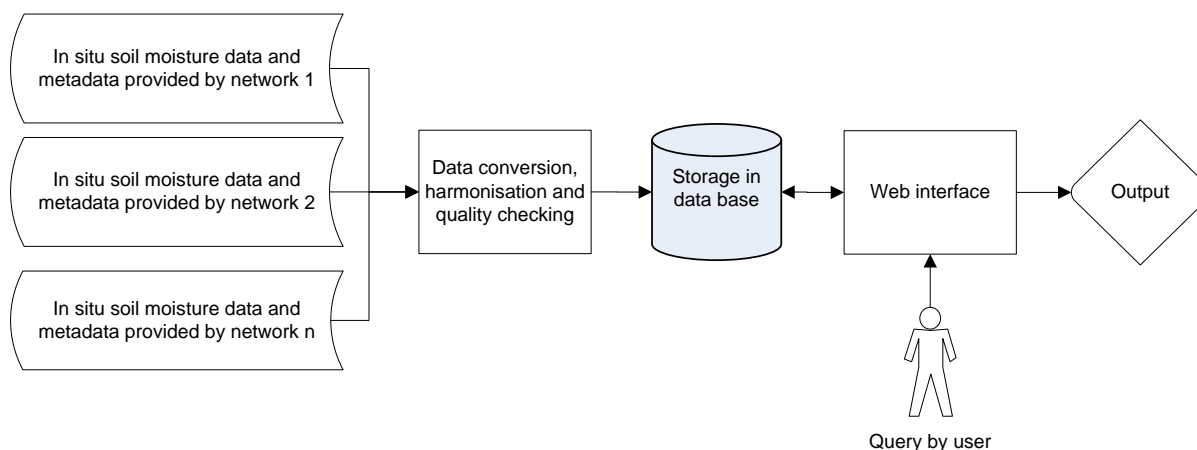 In situ soil moisture data and
metadata provided by network 1
In situ soil moisture data and
metadata provided by network 2
In situ soil moisture data and
metadata provided by network n
Data conversion,
harmonisation and
quality checking
Storage in
data base
Web interface
Output
Query by user